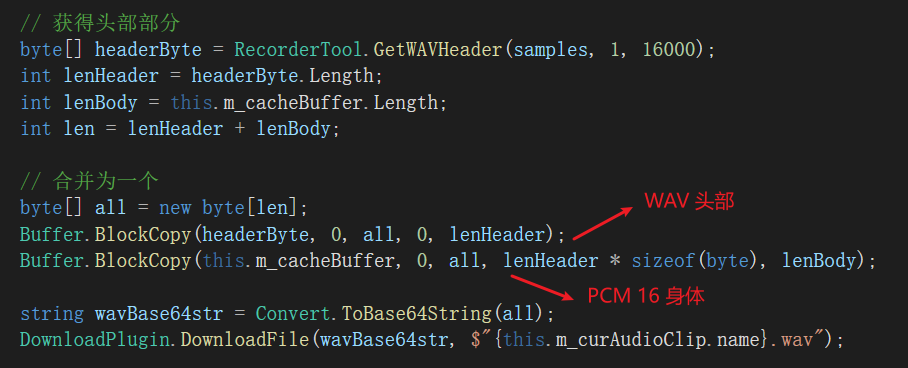 // 获得头部部分
byte[] headerByte = RecorderTool.GetWAVHeader(samples, 1, 16000);
int lenHeader = headerByte.Length;
int lenBody = this.m_cacheBuffer.Length;
int len = lenHeader + lenBody;
// 合并为一个
byte[] all = new byte[len];
WAV 头部
Buffer.BlockCopy(headerByte, 0, all, 0, lenHeader);
Buffer.BlockCopy(this.m_cacheBuffer, 0, all, lenHeader * sizeof(byte), lenBody);
PCM 16 身体
string wavBase64str = Convert.ToBase64String(all);
DownloadPlugin.DownloadFile(wavBase64str, $"{this.m_curAudioClip.name}.wav");